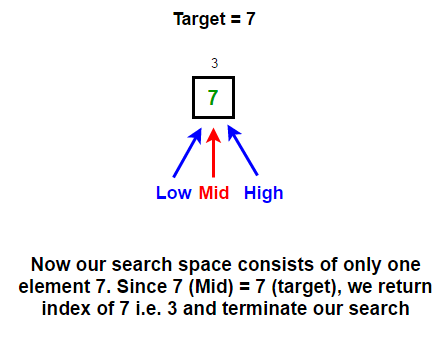 Target = 7
3
7
Low Mid High
Now our search space consists of only one
element 7. Since 7 (Mid) = 7 (target), we return
index of 7 i.e. 3 and terminate our search